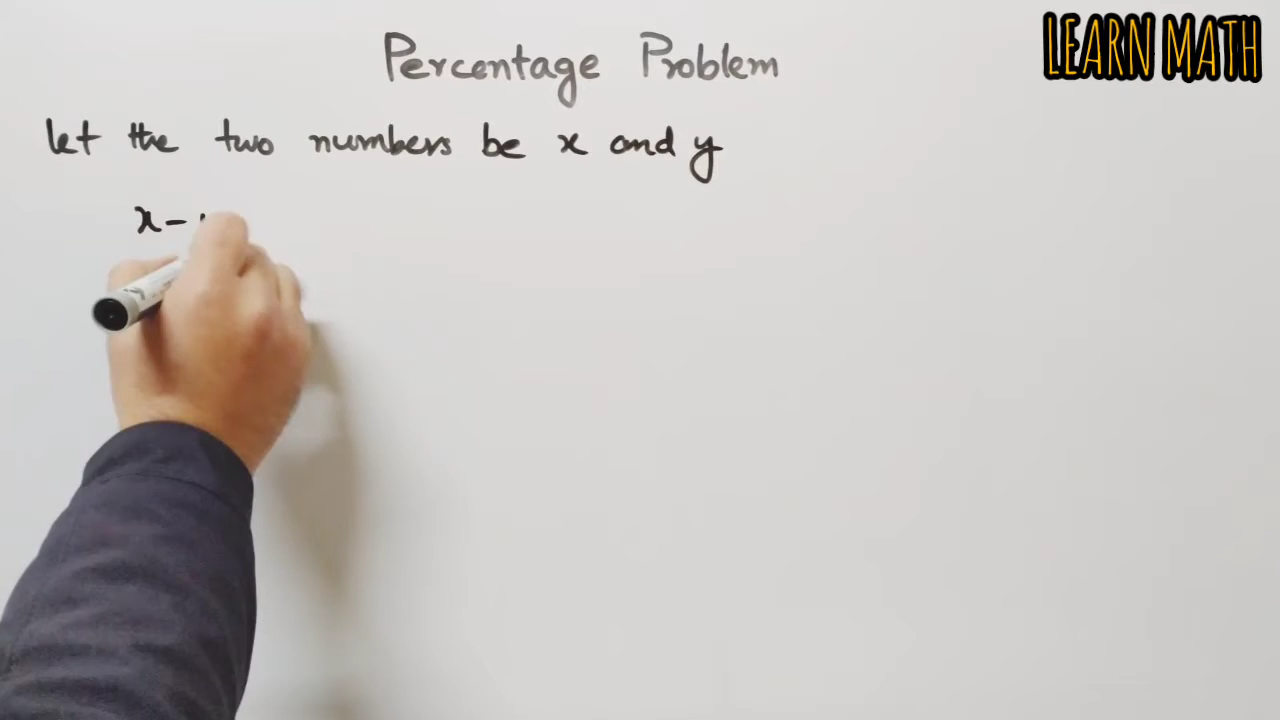 Percentage Problem
LEARN MATH
let the two numbers be x and y
x -